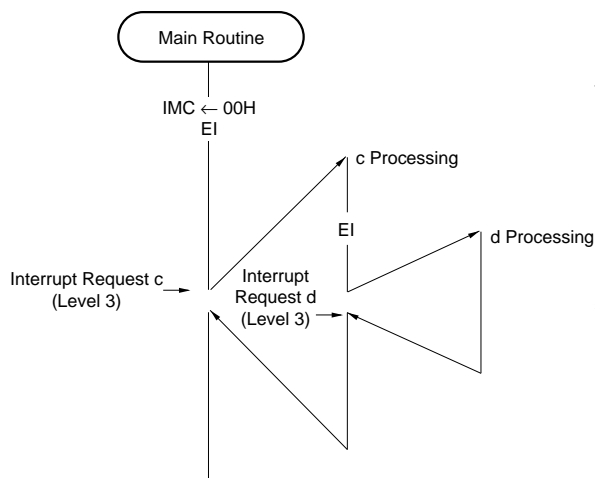 Main Routine
IMC ← 00H
EI
c Processing
EI
d Processing
Interrupt Request c
(Level 3)
Interrupt
Request d
(Level 3)